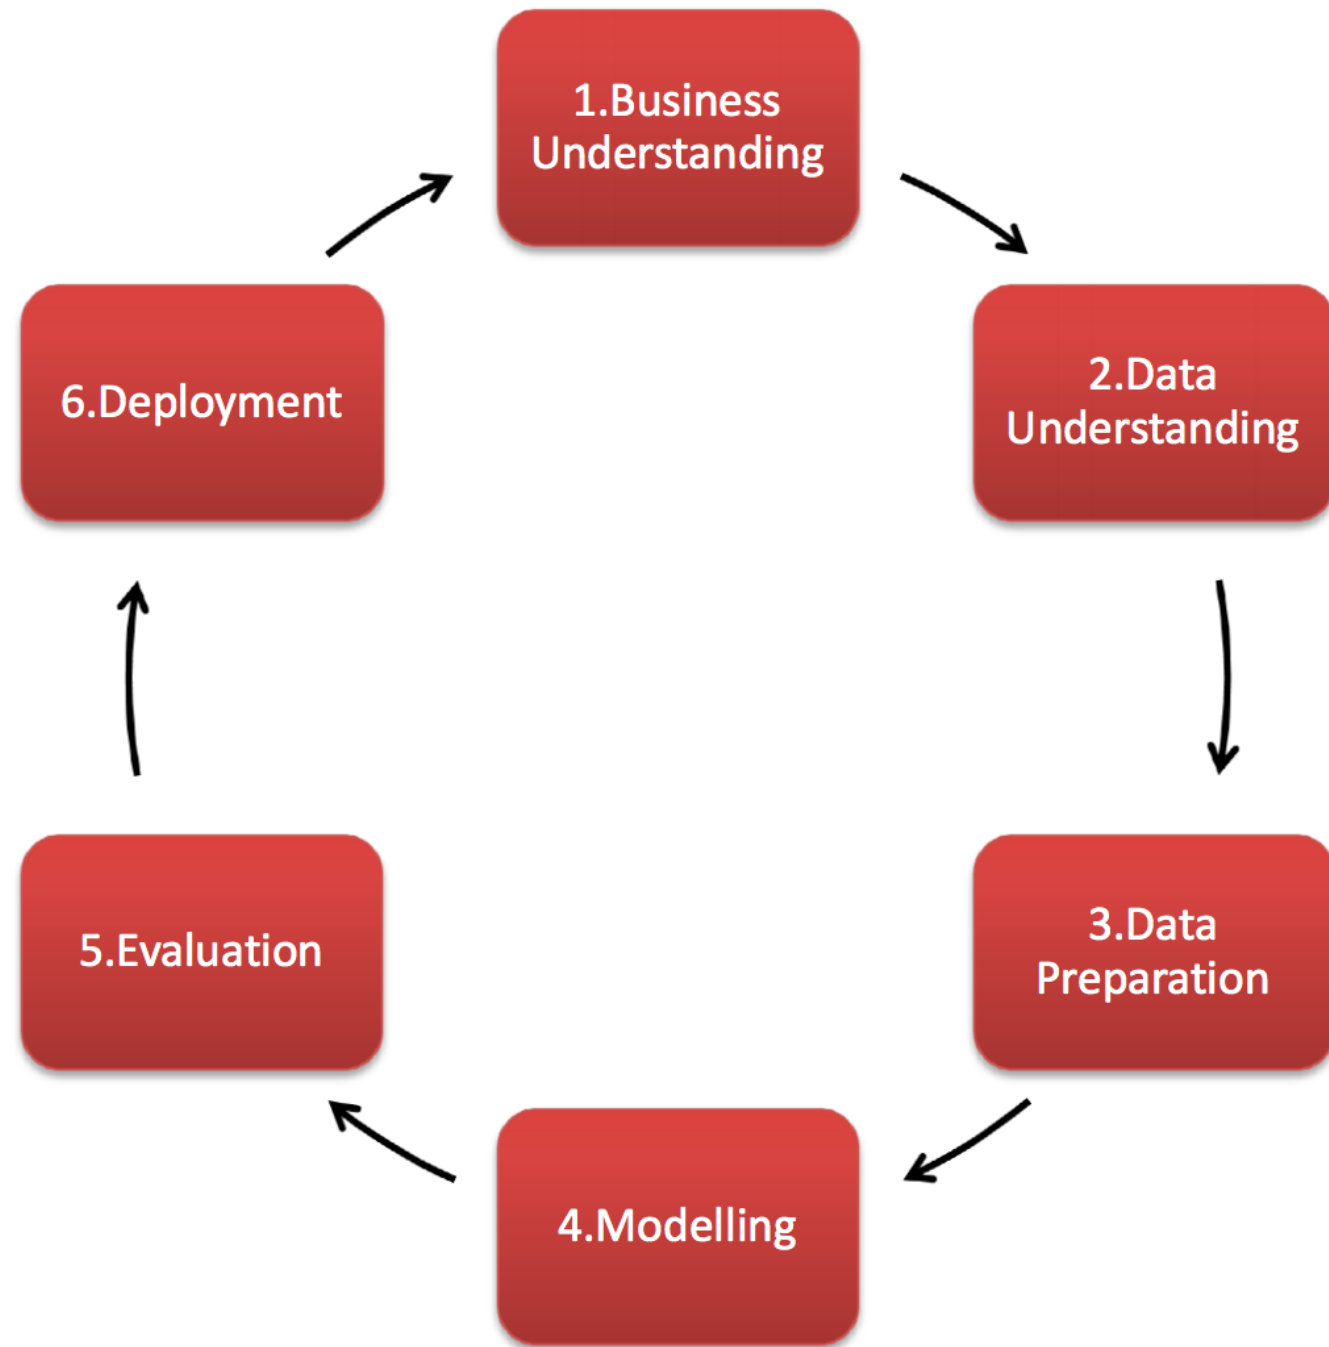 1.Business
Understanding
2.Data
Understanding
3.Data
Preparation
4.Modelling
5.Evaluation
6.Deployment